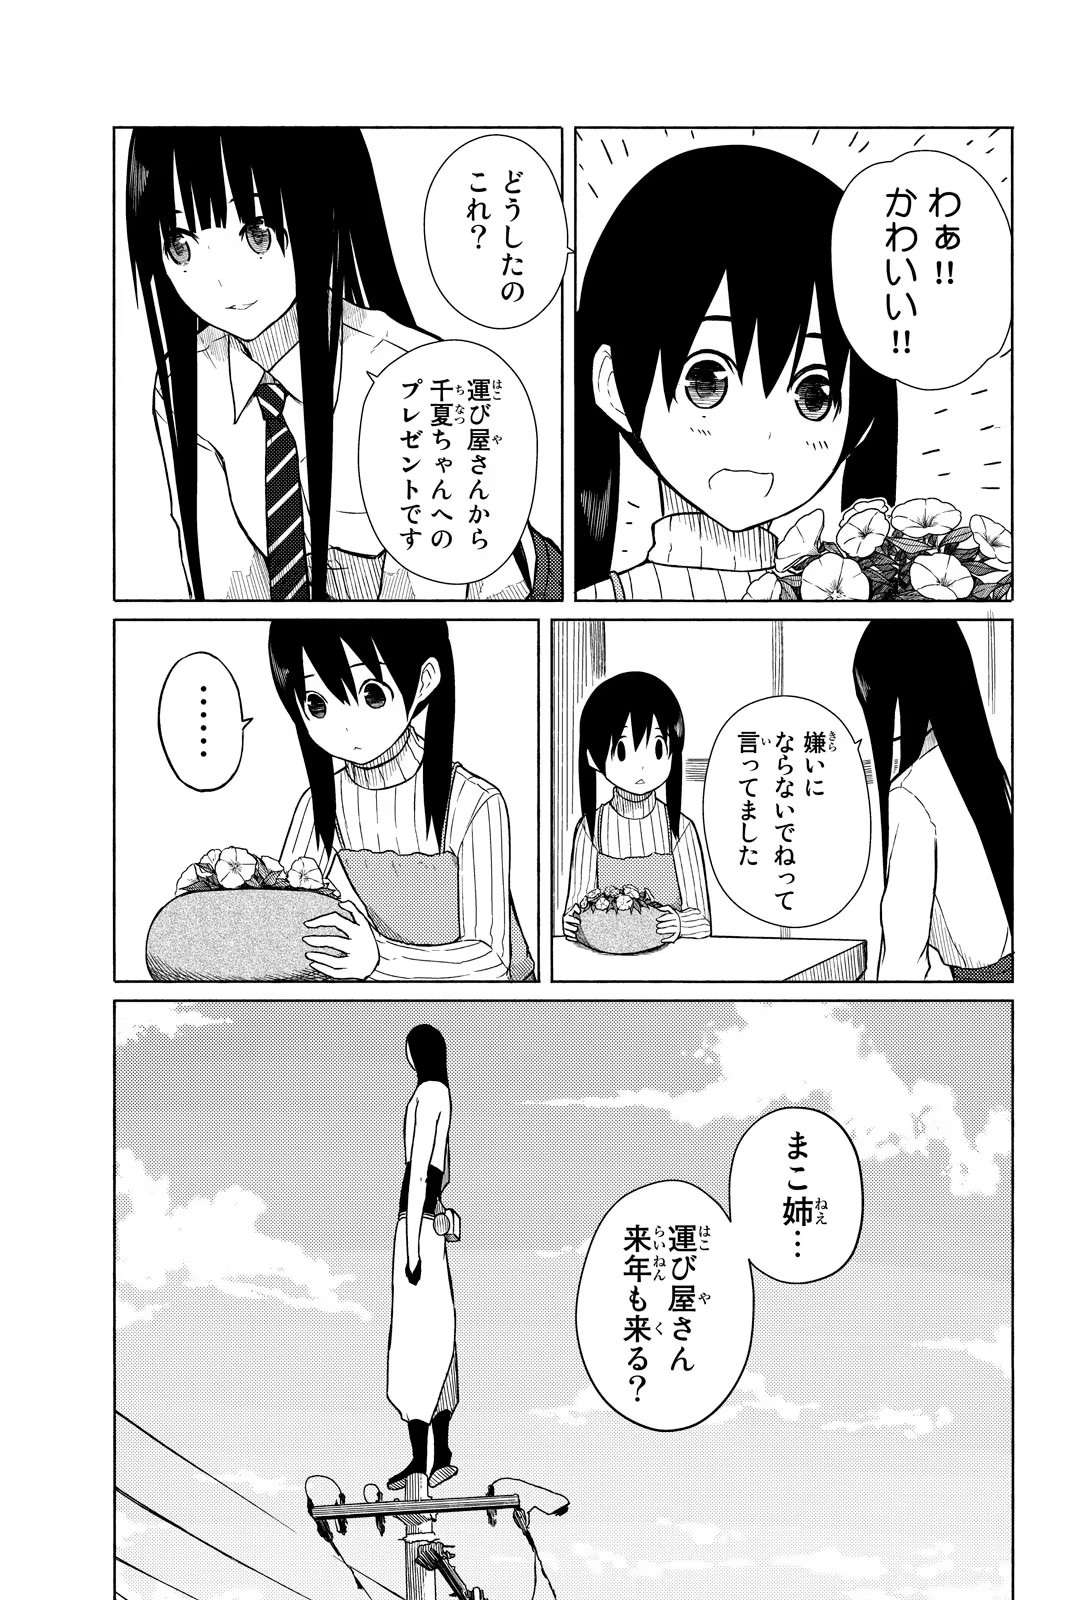 わぁ!!
かわいい!!
どうしたの
これ?
運び屋さんから
千夏ちゃんへの
プレゼントです
嫌いに
ならないでねって
言ってました
……
まこ姉…
運び屋さん
来年も来る?